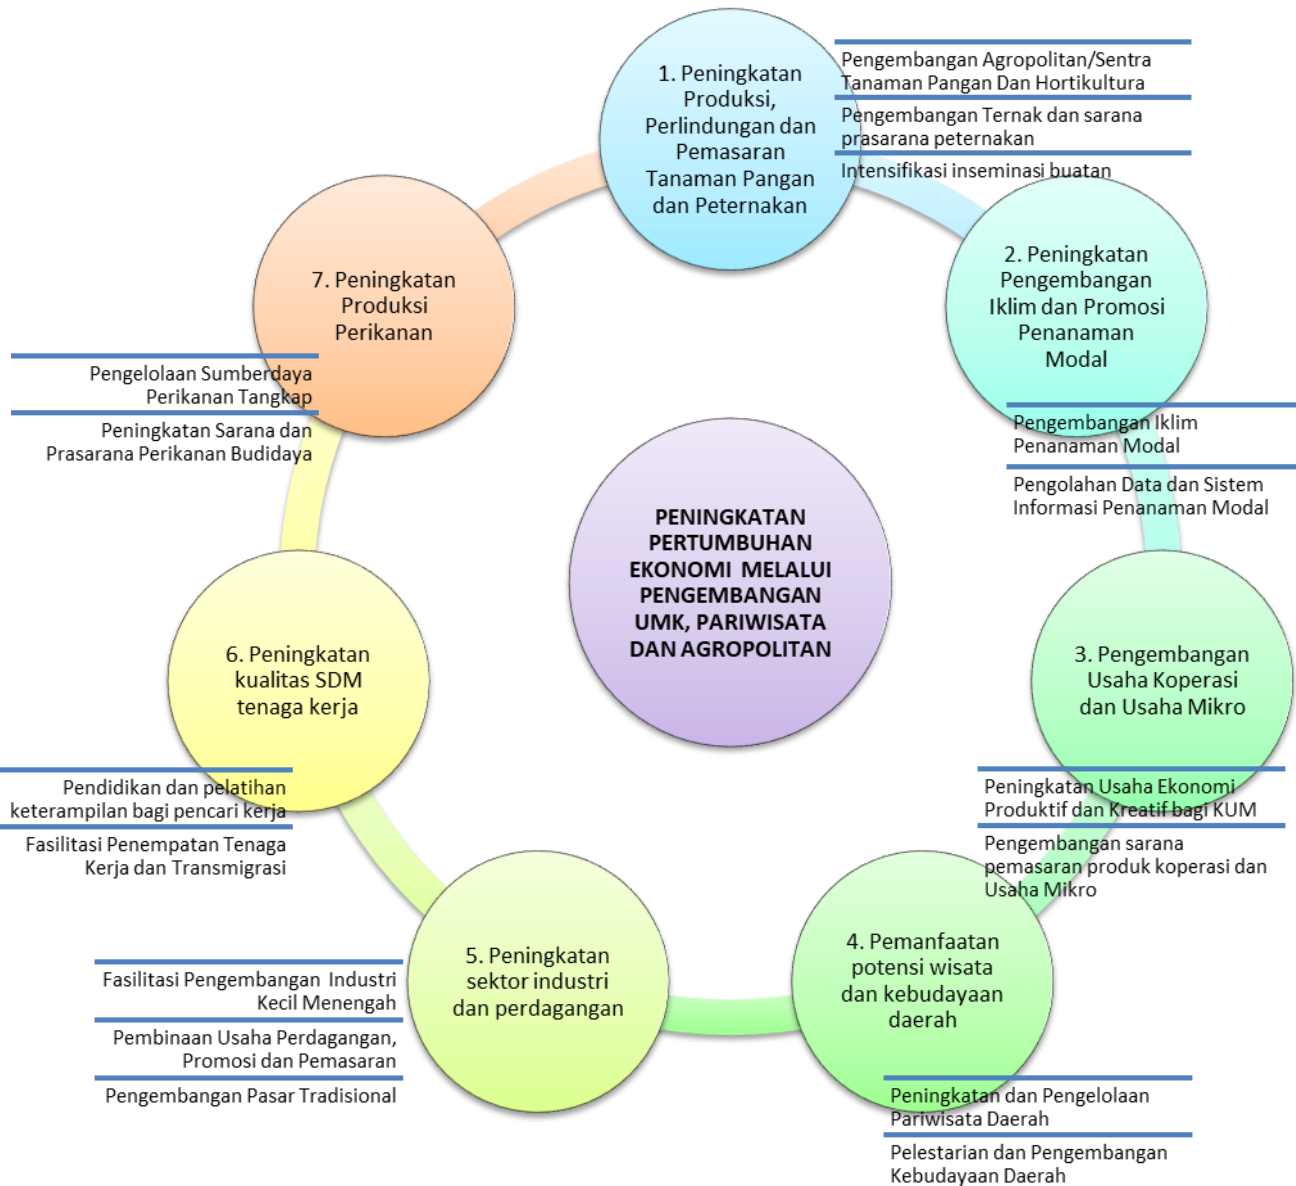 1. Peningkatan
Produksi,
Perlindungan dan
Pemasaran
Tanaman Pangan
dan Peternakan
Pengembangan Agropolitan/Sentra
Tanaman Pangan Dan Hortikultura
Pengembangan Ternak dan sarana
prasarana peternakan
Intensifikasi inseminasi buatan
2. Peningkatan
Pengembangan
Iklim dan Promosi
Penanaman
Modal
Pengembangan Iklim
Penanaman Modal
Pengolahan Data dan Sistem
Informasi Penanaman Modal
3. Pengembangan
Usaha Koperasi
dan Usaha Mikro
Peningkatan Usaha Ekonomi
Produktif dan Kreatif bagi KUM
Pengembangan sarana
pemasaran produk koperasi dan
Usaha Mikro
4. Pemanfaatan
potensi wisata
dan kebudayaan
daerah
Peningkatan dan Pengelolaan
Pariwisata Daerah
Pelestarian dan Pengembangan
Kebudayaan Daerah
5. Peningkatan
sektor industri
dan perdagangan
Fasilitasi Pengembangan Industri
Kecil Menengah
Pembinaan Usaha Perdagangan,
Promosi dan Pemasaran
Pengembangan Pasar Tradisional
6. Peningkatan
kualitas SDM
tenaga kerja
Pendidikan dan pelatihan
keterampilan bagi pencari kerja
Fasilitasi Penempatan Tenaga
Kerja dan Transmigrasi
7. Peningkatan
Produksi
Perikanan
Pengelolaan Sumberdaya
Perikanan Tangkap
Peningkatan Sarana dan
Prasarana Perikanan Budidaya
PENINGKATAN
PERTUMBUHAN
EKONOMI MELALUI
PENGEMBANGAN
UMK, PARIWISATA
DAN AGROPOLITAN